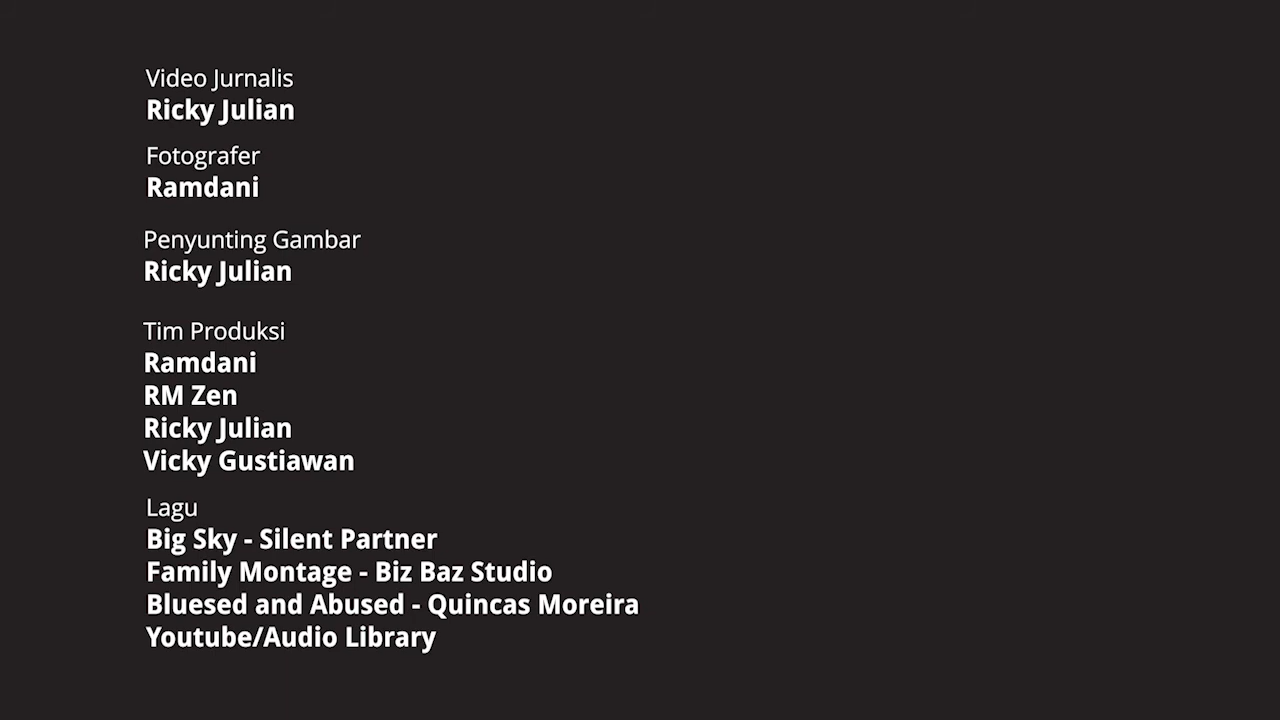 Video Jurnalis
Ricky Julian
Fotografer
Ramdani
Penyunting Gambar
Ricky Julian
Tim Produksi
Ramdani
RM Zen
Ricky Julian
Vicky Gustiawan
Lagu
Big Sky - Silent Partner
Family Montage - Biz Baz Studio
Bluesed and Abused - Quincas Moreira
Youtube/Audio Library